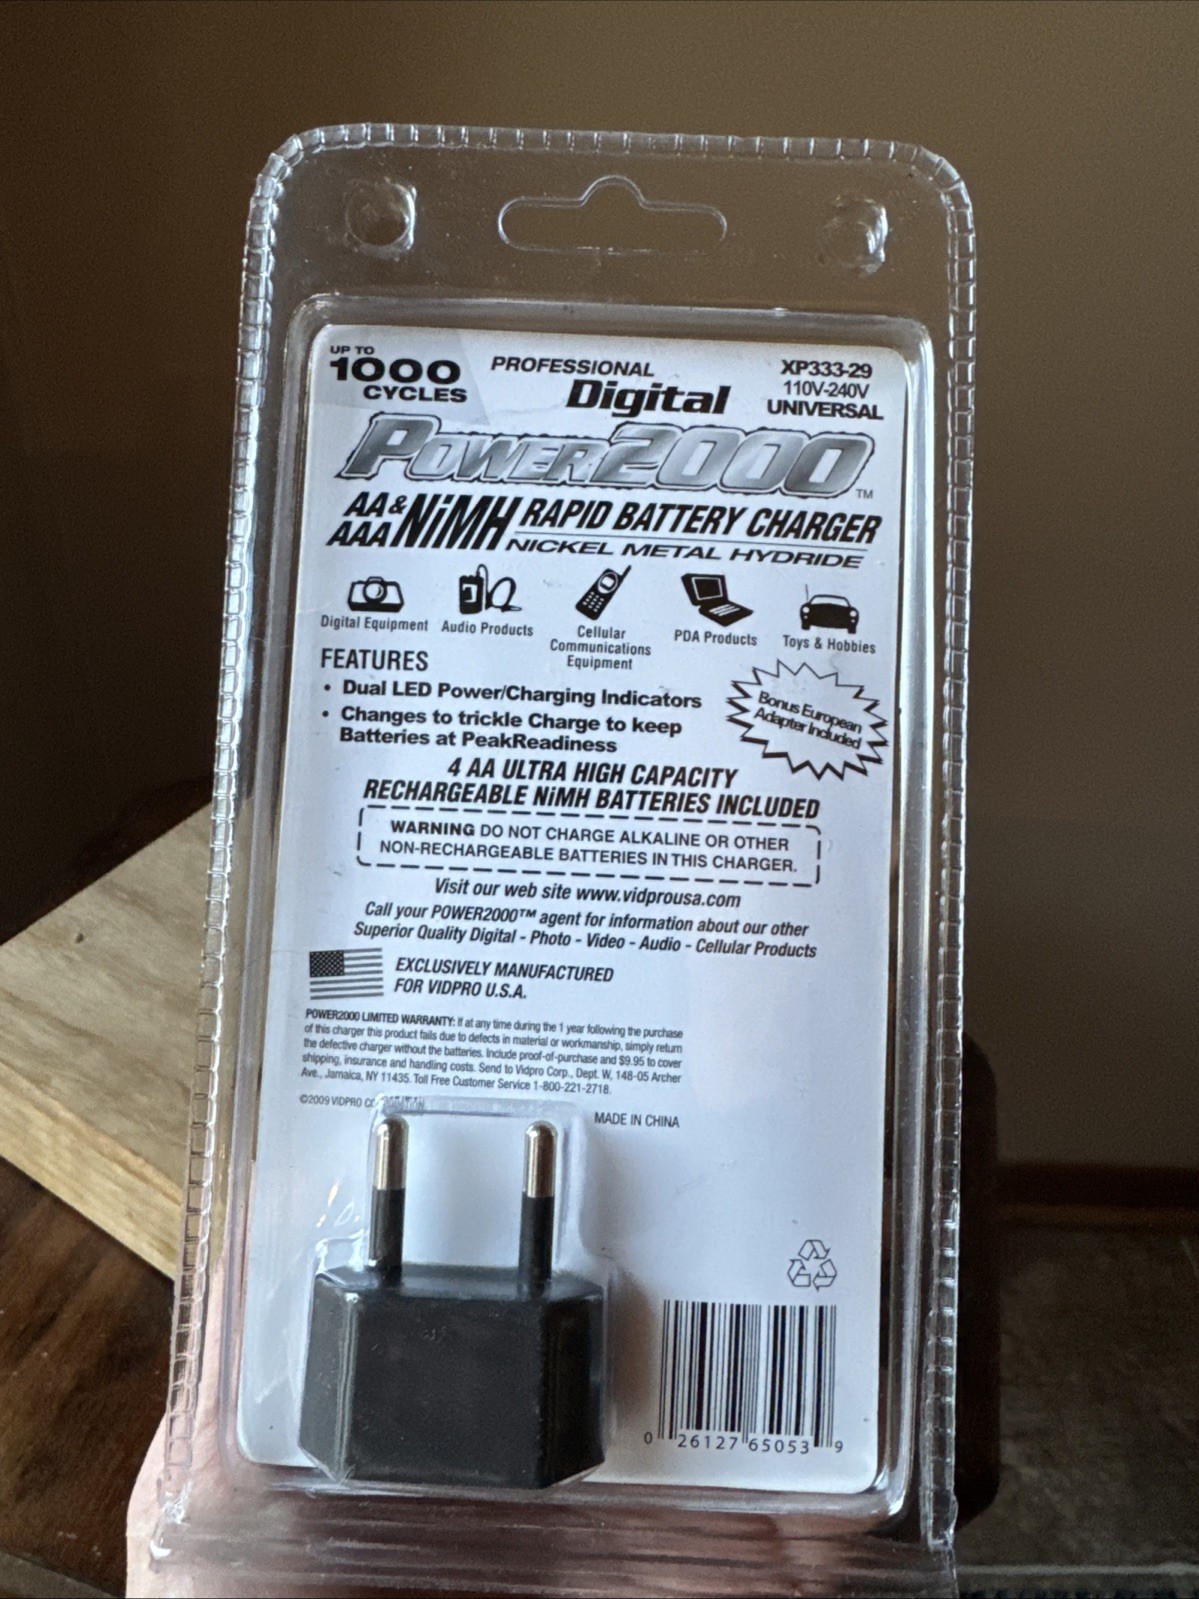 UP TO
1000
CYCLES
PROFESSIONAL
Digital
XP333-29
110V-240V
UNIVERSAL
POWER2000™
AA &
AAA NiMH RAPID BATTERY CHARGER
NICKEL METAL HYDRIDE
Digital Equipment
Audio Products
Cellular
Communications
Equipment
PDA Products
Toys & Hobbies
FEATURES
• Dual LED Power/Charging Indicators
• Changes to trickle Charge to keep
Batteries at PeakReadiness
Bonus European
Adapter Included
4 AA ULTRA HIGH CAPACITY
RECHARGEABLE NiMH BATTERIES INCLUDED
WARNING DO NOT CHARGE ALKALINE OR OTHER
NON-RECHARGEABLE BATTERIES IN THIS CHARGER.
Visit our web site www.vidprousa.com
Call your POWER2000™ agent for information about our other
Superior Quality Digital - Photo - Video - Audio - Cellular Products
EXCLUSIVELY MANUFACTURED
FOR VIDPRO U.S.A.
POWER2000 LIMITED WARRANTY: If at any time during the 1 year following the purchase
of this charger this product fails due to defects in material or workmanship, simply return
the defective charger without the batteries. Include proof-of-purchase and $9.95 to cover
shipping, insurance and handling costs. Send to Vidpro Corp., Dept. W, 148-05 Archer
Ave., Jamaica, NY 11435. Toll Free Customer Service 1-800-221-2718.
©2009 VIDPRO
MADE IN CHINA
0 26127 65053 9